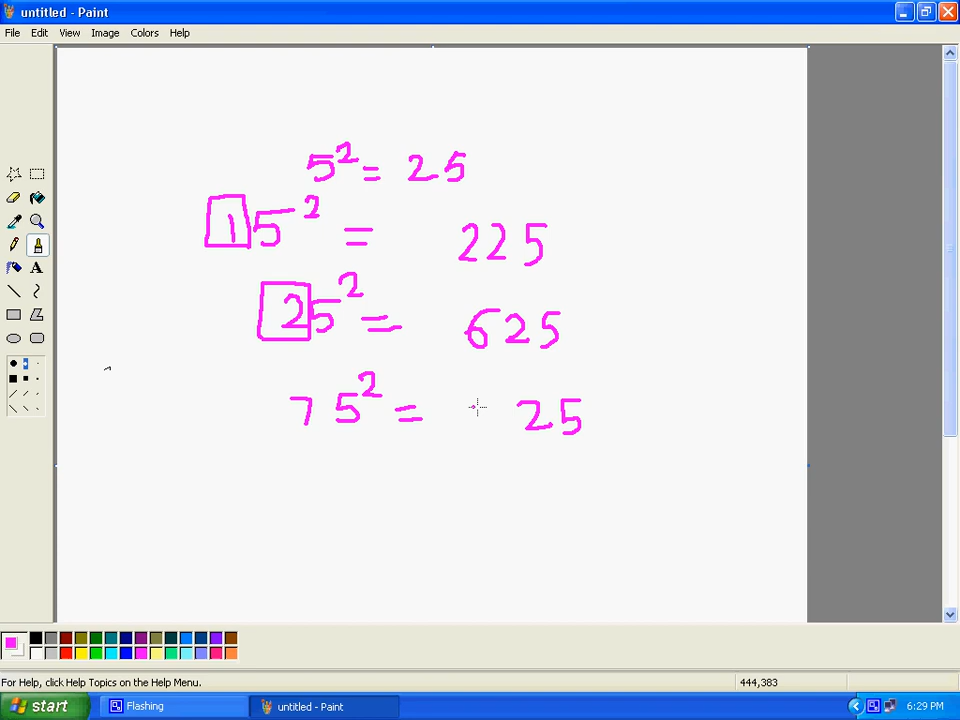 untitled - Paint
File Edit View Image Colors Help
5² = 25
15² = 225
25² = 625
75² = 25
For Help, click Help Topics on the Help Menu.
444,383
start Flashing untitled - Paint 6:29 PM